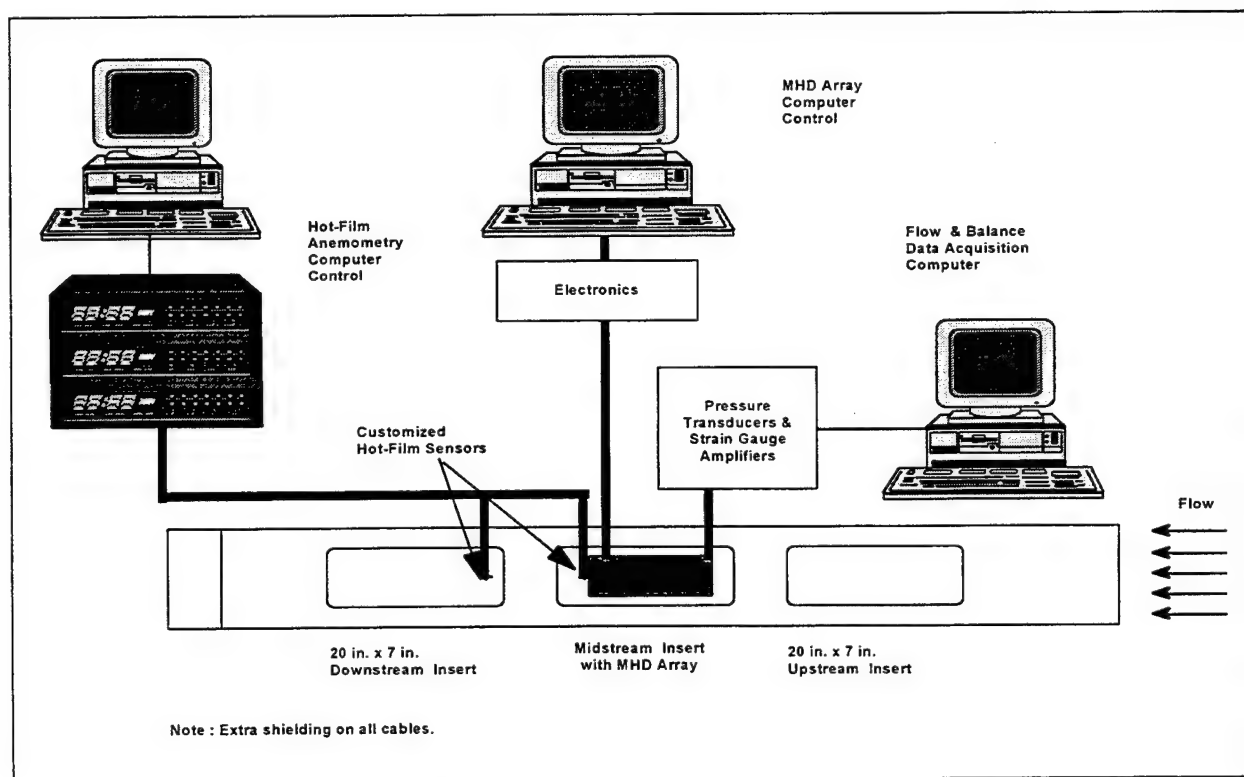 MHD Array
Computer
Control
Hot-Film
Anemometry
Computer
Control
Flow & Balance
Data Acquisition
Computer
Electronics
Pressure
Transducers &
Strain Gauge
Amplifiers
Customized
Hot-Film Sensors
Flow
20 in. x 7 in.
Downstream Insert
Midstream Insert
with MHD Array
20 in. x 7 in.
Upstream Insert
Note : Extra shielding on all cables.